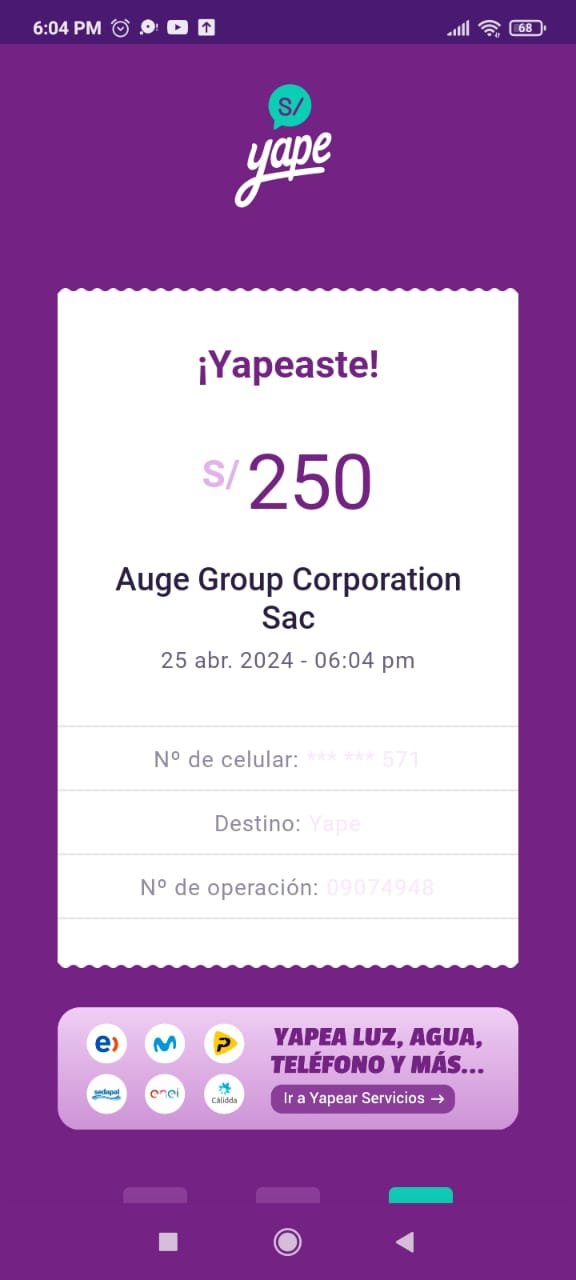 6:04 PM
68
S/
yape
¡Yapeaste!
S/ 250
Auge Group Corporation
Sac
25 abr. 2024 - 06:04 pm
Nº de celular: *** *** 571
Destino: Yape
Nº de operación: 09074948
YAPEA LUZ, AGUA,
TELÉFONO Y MÁS...
Ir a Yapear Servicios →
e) P
sedapal enel Cálidda